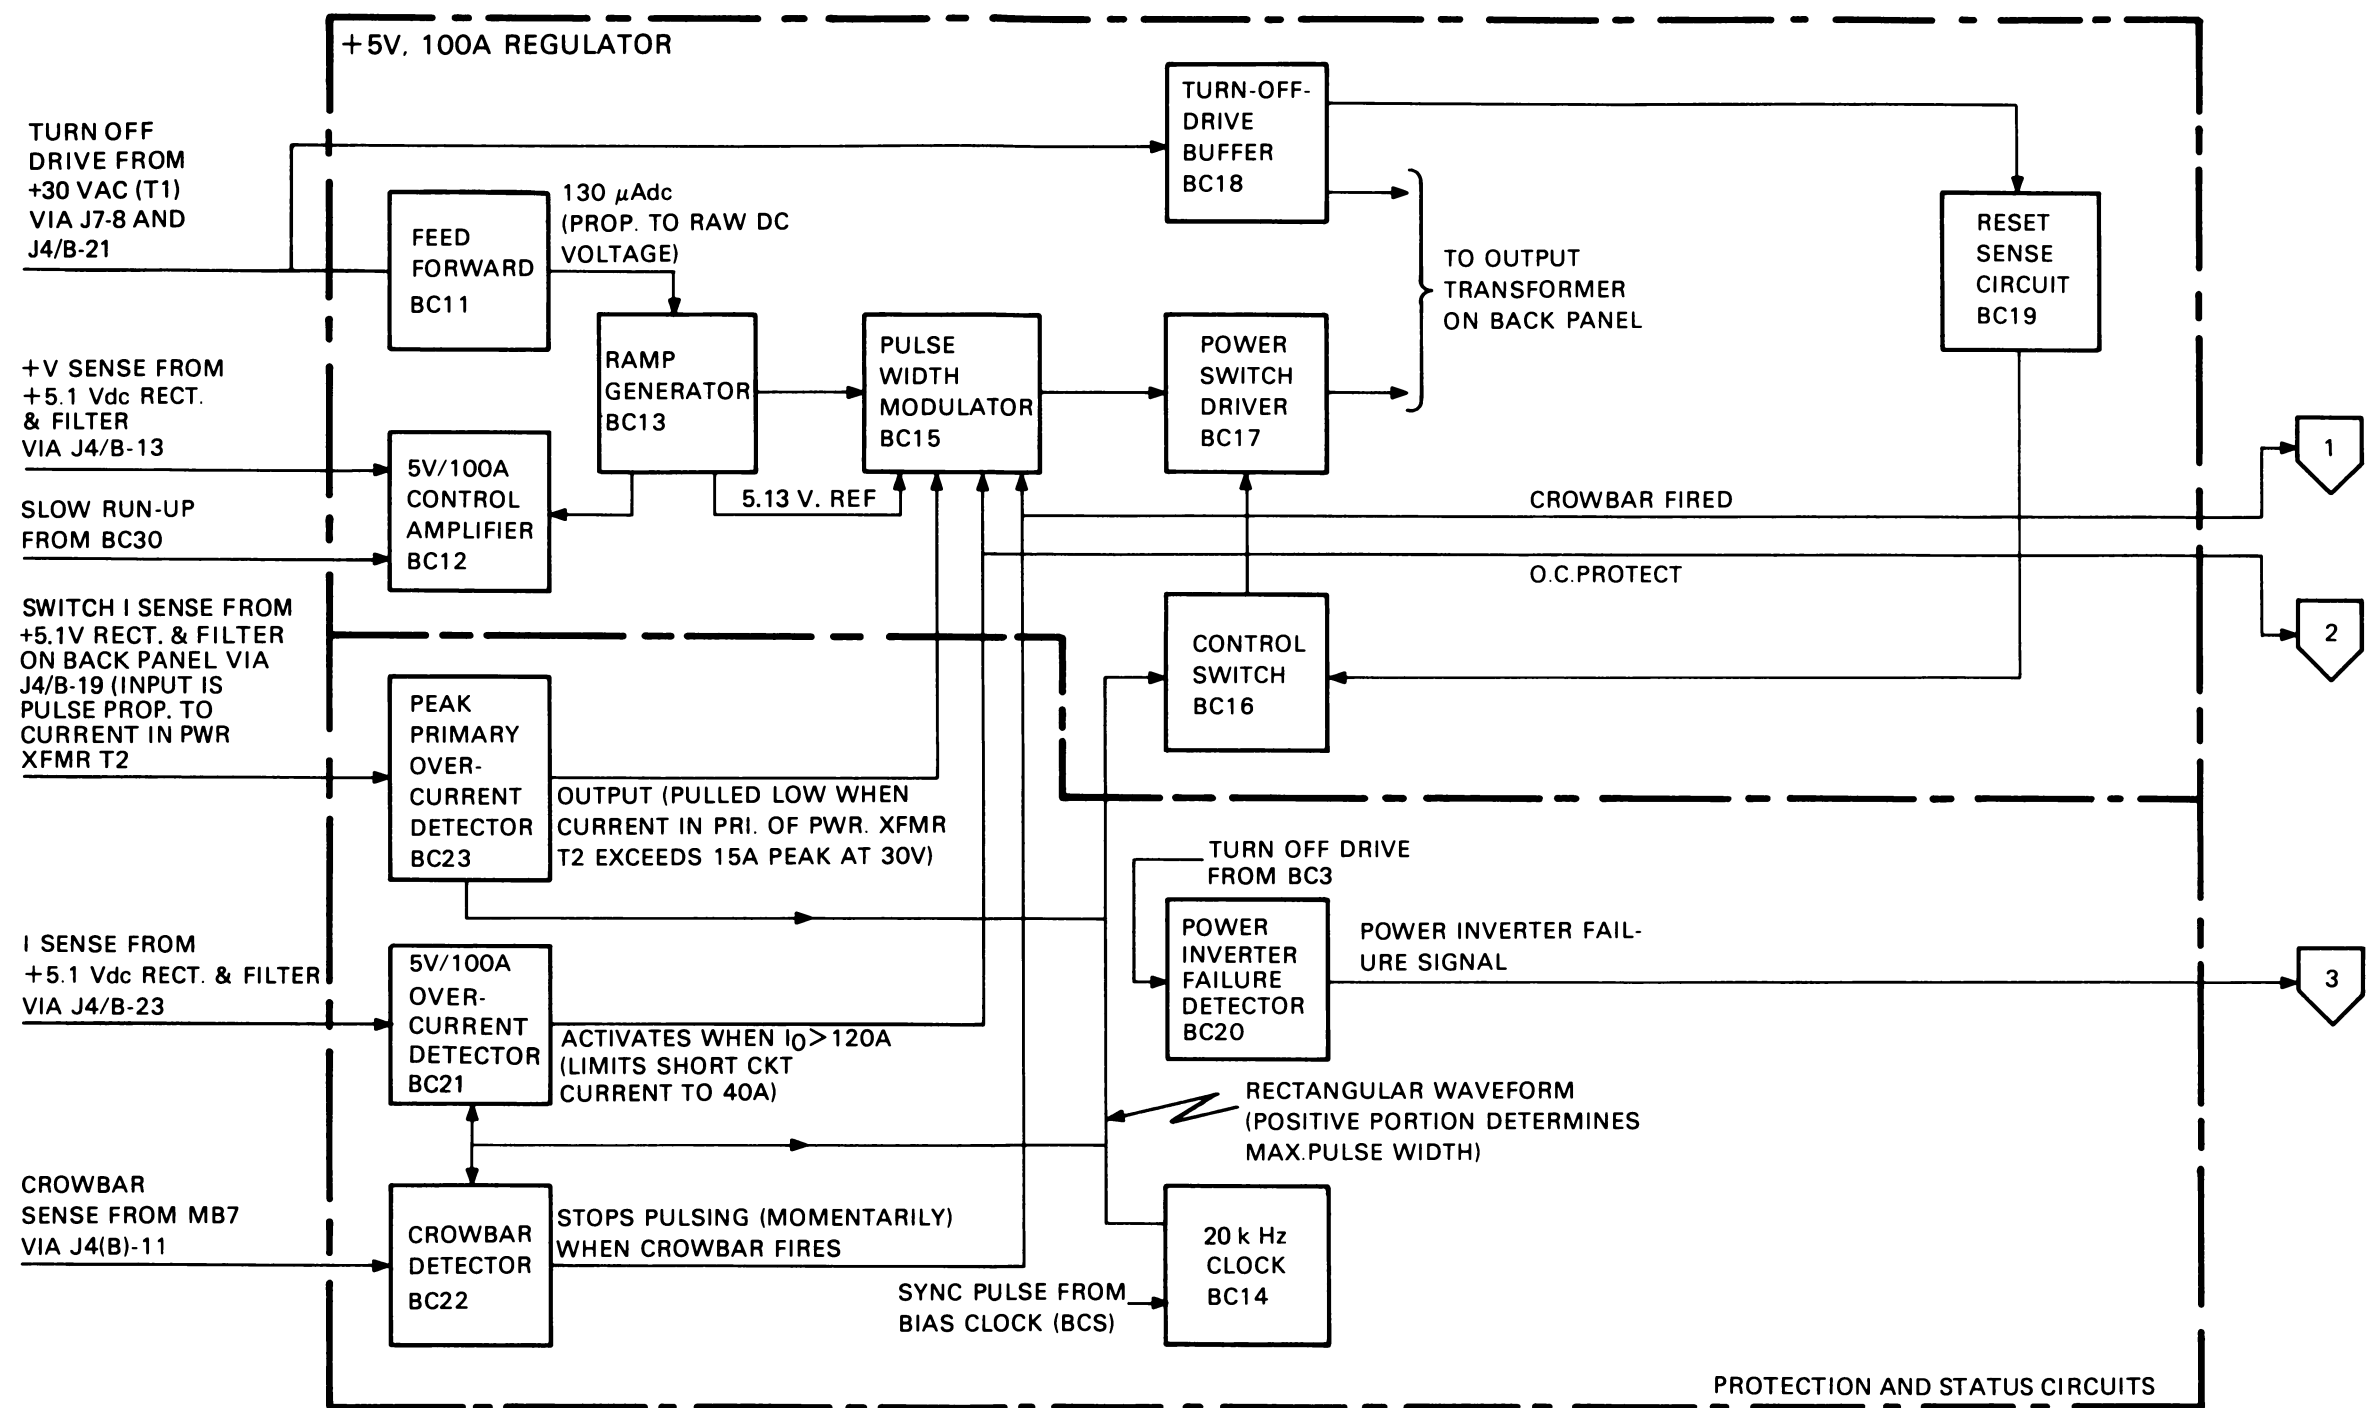 +5V, 100A REGULATOR
TURN OFF
DRIVE FROM
+30 VAC (T1)
VIA J7-8 AND
J4/B-21
FEED
FORWARD
BC11
130 μAdc
(PROP. TO RAW DC
VOLTAGE)
TURN-OFF-
DRIVE
BUFFER
BC18
RESET
SENSE
CIRCUIT
BC19
TO OUTPUT
TRANSFORMER
ON BACK PANEL
+V SENSE FROM
+5.1 Vdc RECT.
& FILTER
VIA J4/B-13
SLOW RUN-UP
FROM BC30
5V/100A
CONTROL
AMPLIFIER
BC12
RAMP
GENERATOR
BC13
5.13 V. REF
PULSE
WIDTH
MODULATOR
BC15
POWER
SWITCH
DRIVER
BC17
CROWBAR FIRED
1
O.C.PROTECT
2
CONTROL
SWITCH
BC16
SWITCH I SENSE FROM
+5.1V RECT. & FILTER
ON BACK PANEL VIA
J4/B-19 (INPUT IS
PULSE PROP. TO
CURRENT IN PWR
XFMR T2
PEAK
PRIMARY
OVER-
CURRENT
DETECTOR
BC23
OUTPUT (PULLED LOW WHEN
CURRENT IN PRI. OF PWR. XFMR
T2 EXCEEDS 15A PEAK AT 30V)
TURN OFF DRIVE
FROM BC3
POWER
INVERTER
FAILURE
DETECTOR
BC20
POWER INVERTER FAIL-
URE SIGNAL
3
I SENSE FROM
+5.1 Vdc RECT. & FILTER
VIA J4/B-23
5V/100A
OVER-
CURRENT
DETECTOR
BC21
ACTIVATES WHEN IO>120A
(LIMITS SHORT CKT
CURRENT TO 40A)
RECTANGULAR WAVEFORM
(POSITIVE PORTION DETERMINES
MAX.PULSE WIDTH)
CROWBAR
SENSE FROM MB7
VIA J4(B)-11
CROWBAR
DETECTOR
BC22
STOPS PULSING (MOMENTARILY)
WHEN CROWBAR FIRES
SYNC PULSE FROM
BIAS CLOCK (BCS)
20 k Hz
CLOCK
BC14
PROTECTION AND STATUS CIRCUITS